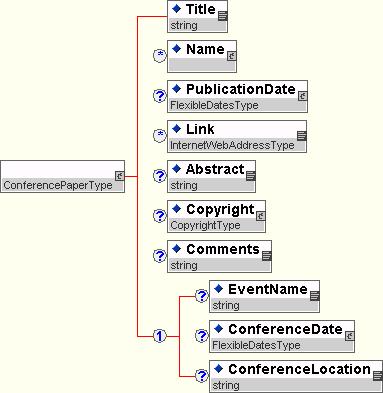 Title
string
* Name
? PublicationDate
FlexibleDatesType
* Link
InternetWebAddressType
ConferencePaperType
? Abstract
string
? Copyright
CopyrightType
? Comments
string
1
? EventName
string
? ConferenceDate
FlexibleDatesType
? ConferenceLocation
string